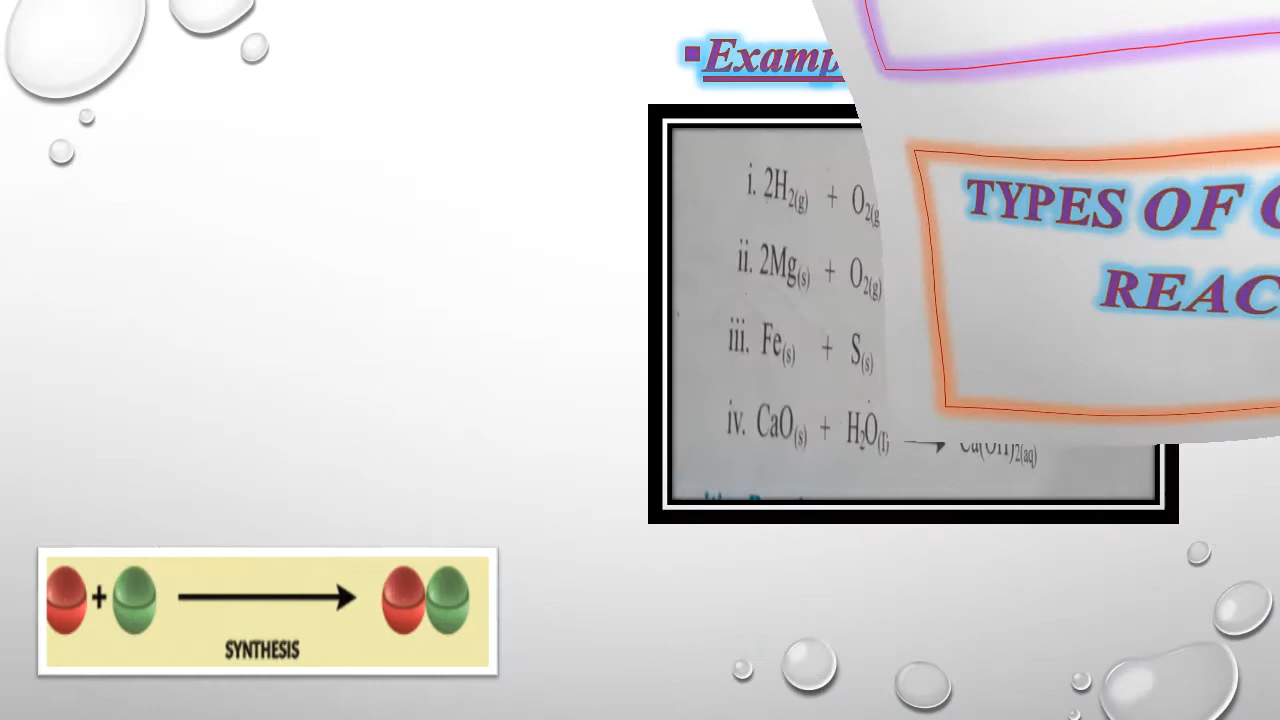 ▪Examp
i. 2H₂(g) + O₂(g
ii. 2Mg(s) + O₂(g)
iii. Fe(s) + S(s)
iv. CaO(s) + H₂O(l) → Ca(OH)₂(aq)
TYPES OF C
REAC
+
SYNTHESIS